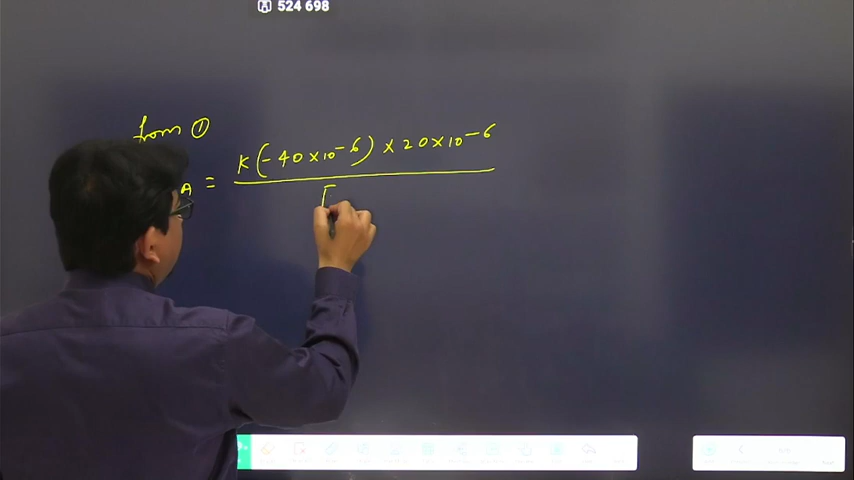 524 698
from ①
A = K(-40×10⁻⁶) × 20×10⁻⁶